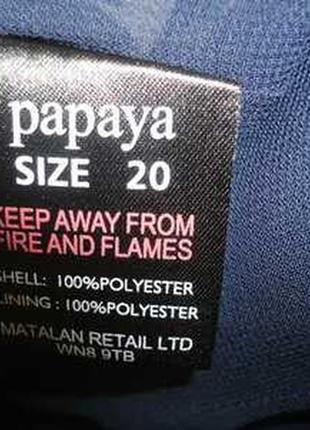 papaya
SIZE 20
KEEP AWAY FROM
FIRE AND FLAMES
SHELL: 100%POLYESTER
LINING : 100%POLYESTER
MATALAN RETAIL LTD
WN8 9TB